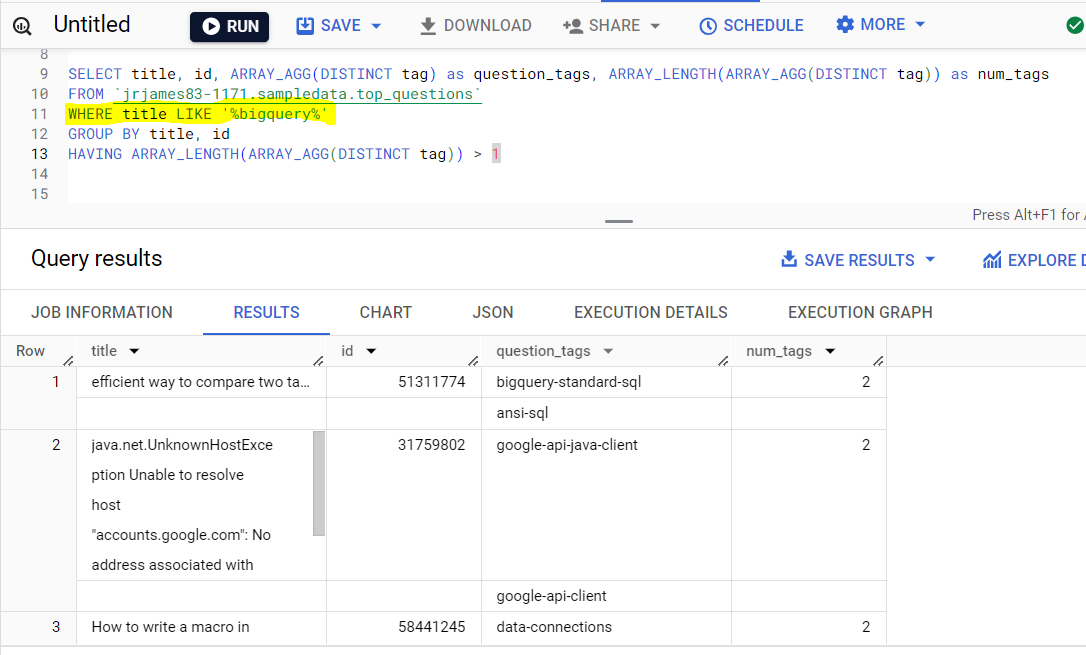 Untitled RUN SAVE DOWNLOAD SHARE SCHEDULE MORE
8
9 SELECT title, id, ARRAY_AGG(DISTINCT tag) as question_tags, ARRAY_LENGTH(ARRAY_AGG(DISTINCT tag)) as num_tags
10 FROM `jrjames83-1171.sampledata.top_questions`
11 WHERE title LIKE '%bigquery%'
12 GROUP BY title, id
13 HAVING ARRAY_LENGTH(ARRAY_AGG(DISTINCT tag)) > 1
14
15
Press Alt+F1 for
Query results SAVE RESULTS EXPLORE D
JOB INFORMATION RESULTS CHART JSON EXECUTION DETAILS EXECUTION GRAPH
Row title id question_tags num_tags
1 efficient way to compare two ta... 51311774 bigquery-standard-sql 2
ansi-sql
2 java.net.UnknownHostExce 31759802 google-api-java-client 2
ption Unable to resolve
host
"accounts.google.com": No
address associated with
google-api-client
3 How to write a macro in 58441245 data-connections 2